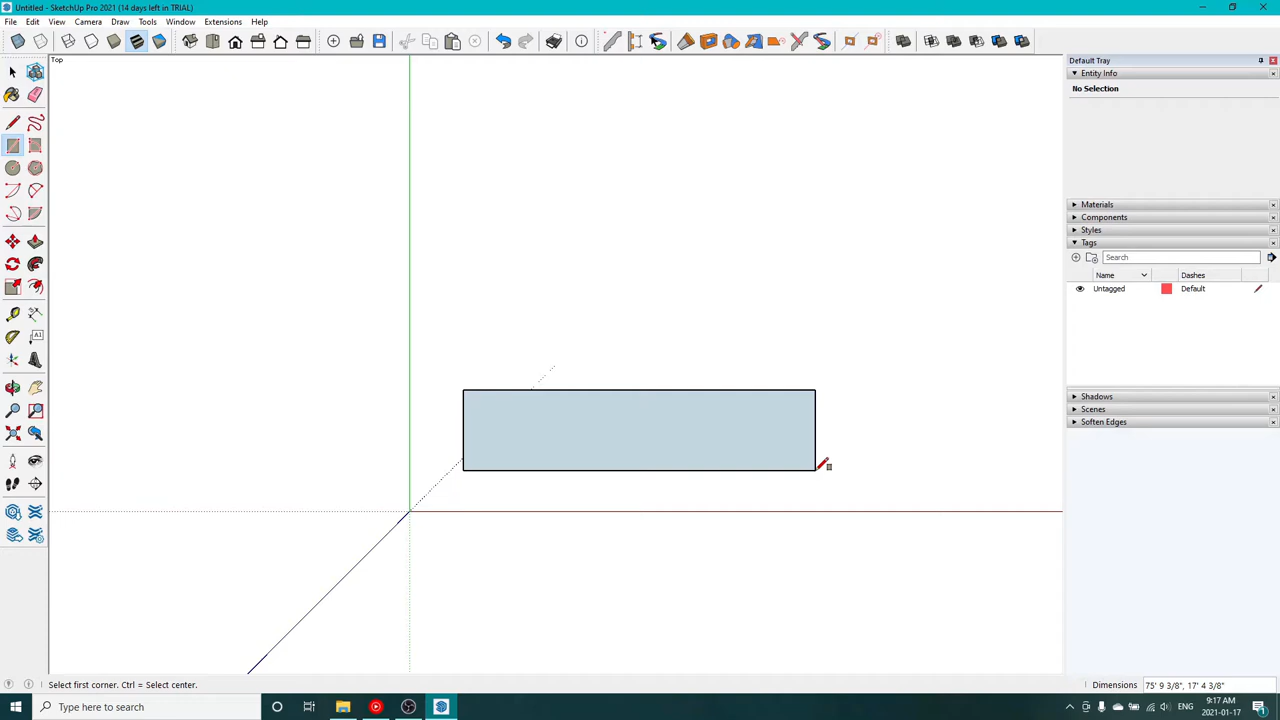 Untitled - SketchUp Pro 2021 (14 days left in TRIAL)
File Edit View Camera Draw Tools Window Extensions Help
Top
Default Tray
Entity Info
No Selection
Materials
Components
Styles
Tags
Search
Name Dashes
Untagged Default
Shadows
Scenes
Soften Edges
Select first corner. Ctrl = Select center.
Dimensions 75' 9 3/8", 17' 4 3/8"
Type here to search
ENG
9:17 AM
2021-01-17